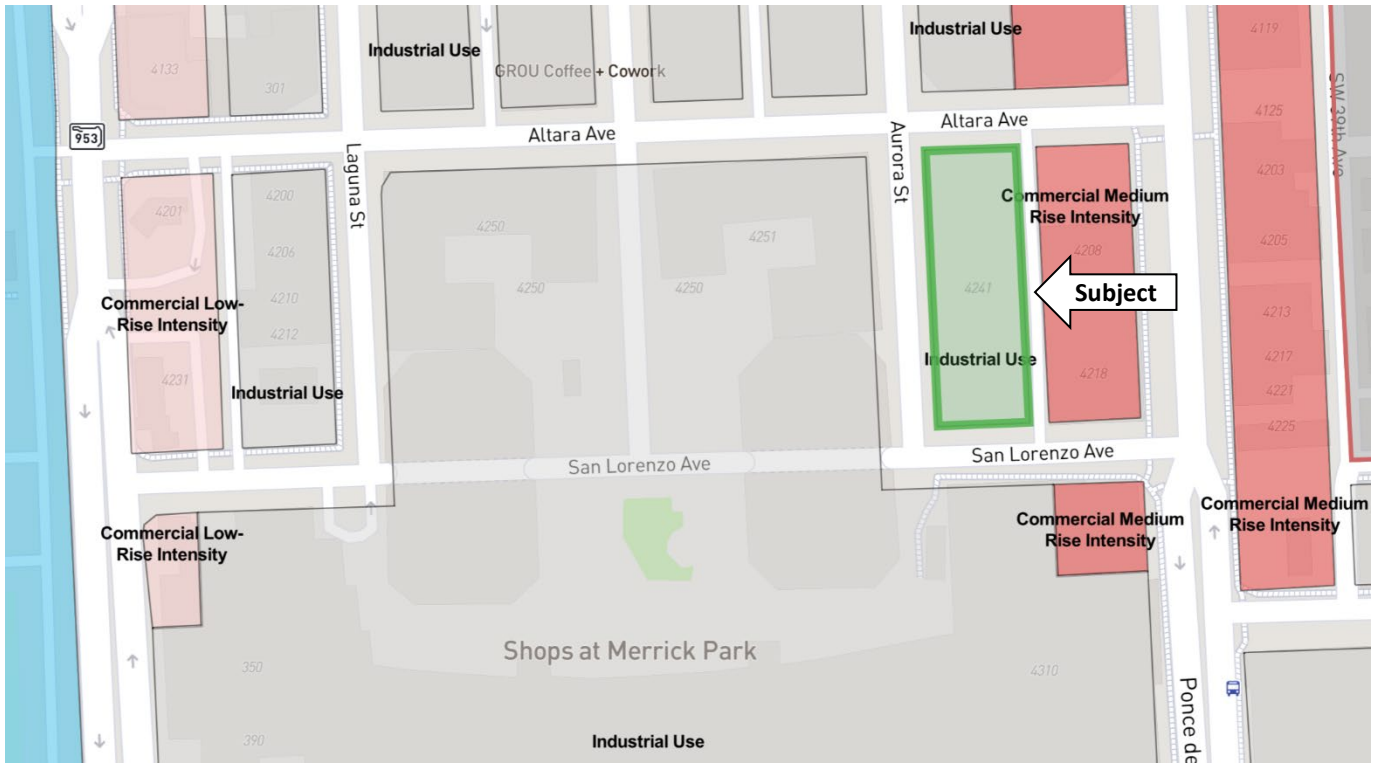 Industrial Use
Industrial Use
4119
4133
301
GROU Coffee + Cowork
SW 39th Ave
953
Altara Ave
Altara Ave
4125
Laguna St
Aurora St
4203
4200
4201
Commercial Medium
Rise Intensity
4250
4251
4205
4206
4208
4210
4250
4250
4241
Subject
Commercial Low-
Rise Intensity
4213
4212
4217
Industrial Use
4231
4218
Industrial Use
4221
4225
San Lorenzo Ave
San Lorenzo Ave
Commercial Low-
Rise Intensity
Commercial Medium
Rise Intensity
Commercial Medium
Rise Intensity
Shops at Merrick Park
350
4310
Ponce de
390
Industrial Use